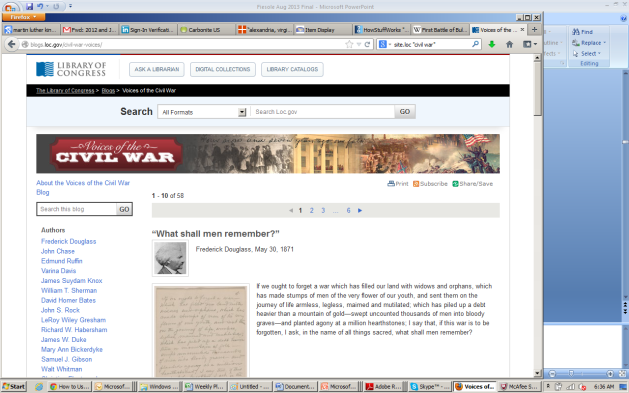 Fiesole Aug 2013 Final - Microsoft PowerPoint
Firefox
martin luther kin...
Pixd: 2012 and J...
Sign-In Verificati...
Carbonite US
"alexandria, virgi...
Item Display
HowStuffWorks "...
First Battle of Bul...
Voices of the ...
blogs.loc.gov/civil-war-voices/
site:loc "civil war"
Find
Replace
Select
Editing
LIBRARY OF
CONGRESS
ASK A LIBRARIAN
DIGITAL COLLECTIONS
LIBRARY CATALOGS
The Library of Congress > Blogs > Voices of the Civil War
Search
All Formats
Search Loc.gov
GO
Voices of the
CIVIL WAR
About the Voices of the Civil War
Blog
Print Subscribe Share/Save
Search this blog GO
1 - 10 of 58
1 2 3 ... 6
Authors
Frederick Douglass
John Chase
Edmund Ruffin
Varina Davis
James Suydam Knox
William T. Sherman
David Homer Bates
John S. Rock
LeRoy Wiley Gresham
Richard W. Habersham
James W. Duke
Mary Ann Bickerdyke
Samuel J. Gibson
Walt Whitman
"What shall men remember?"
Frederick Douglass, May 30, 1871
If we ought to forget a war which has filled our land with widows and orphans, which
has made stumps of men of the very flower of our youth, and sent them on the
journey of life armless, legless, maimed and mutilated; which has piled up a debt
heavier than a mountain of gold—swept uncounted thousands of men into bloody
graves—and planted agony at a million hearthstones; I say, if this war is to be
forgotten, I ask, in the name of all things sacred, what shall men remember?
Start
How to Us...
Microsof...
Windows ...
Weekly M...
Untitled - ...
Document...
Microsof...
Adobe R...
Skype™ - ...
Voices of...
McAfee S...
6:36 AM